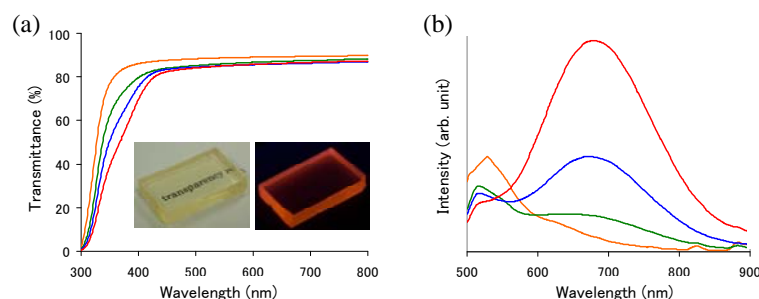 (a)
100
80
60
40
20
0
Transmittance (%)
transparency
300 400 500 600 700 800
Wavelength (nm)
(b)
Intensity (arb. unit)
500 600 700 800 900
Wavelength (nm)